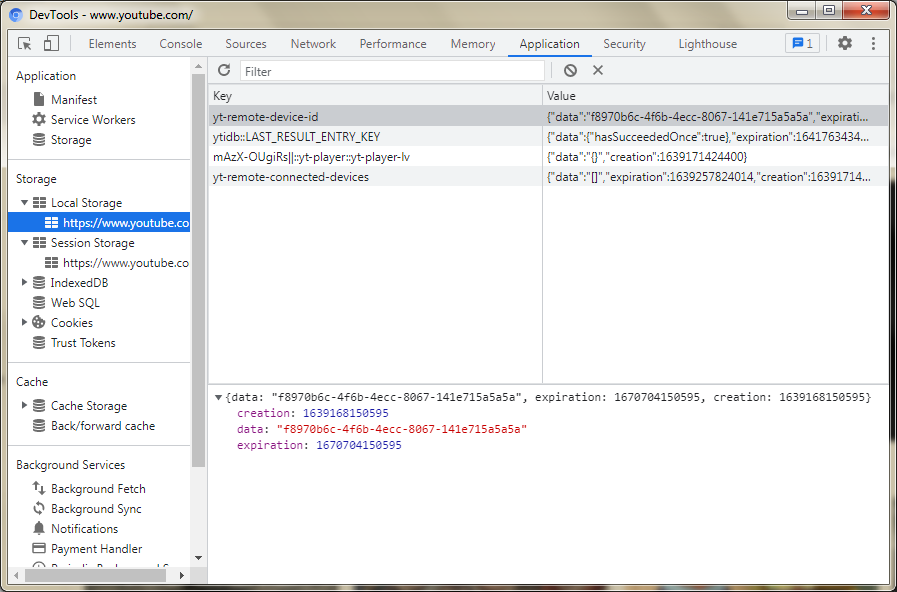 DevTools - www.youtube.com/
Elements Console Sources Network Performance Memory Application Security Lighthouse 1
Application
Manifest
Service Workers
Storage
Storage
Local Storage
https://www.youtube.co
Session Storage
https://www.youtube.co
IndexedDB
Web SQL
Cookies
Trust Tokens
Cache
Cache Storage
Back/forward cache
Background Services
Background Fetch
Background Sync
Notifications
Payment Handler
Filter
Key Value
yt-remote-device-id {"data":"f8970b6c-4f6b-4ecc-8067-141e715a5a5a","expirati…
ytidb::LAST_RESULT_ENTRY_KEY {"data":{"hasSucceededOnce":true},"expiration":1641763434…
mAzX-OUgiRs||::yt-player::yt-player-lv {"data":"{}","creation":1639171424400}
yt-remote-connected-devices {"data":"[]","expiration":1639257824014,"creation":16391714…
{data: "f8970b6c-4f6b-4ecc-8067-141e715a5a5a", expiration: 1670704150595, creation: 1639168150595}
creation: 1639168150595
data: "f8970b6c-4f6b-4ecc-8067-141e715a5a5a"
expiration: 1670704150595